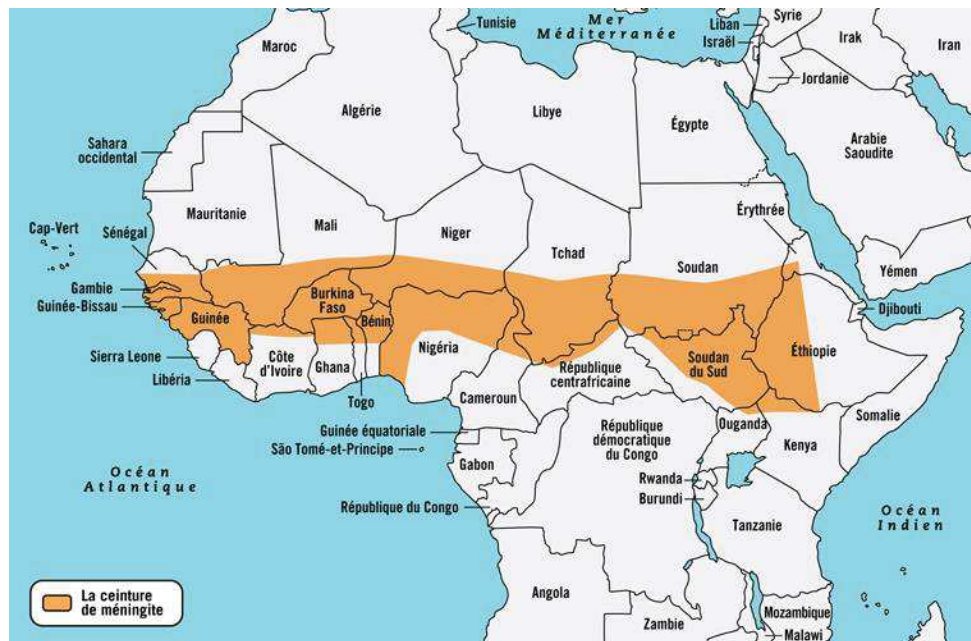 Mer
Méditerranée
Tunisie
Liban
Syrie
Israël
Irak
Iran
Jordanie
Maroc
Algérie
Libye
Égypte
Arabie
Saoudite
Sahara
occidental
Mauritanie
Mali
Niger
Tchad
Soudan
Érythrée
Yémen
Cap-Vert
Sénégal
Gambie
Guinée-Bissau
Guinée
Burkina
Faso
Bénin
Djibouti
Sierra Leone
Libéria
Côte
d'Ivoire
Ghana
Togo
Nigéria
Cameroun
République
centrafricaine
Soudan
du Sud
Éthiopie
Somalie
Guinée équatoriale
São Tomé-et-Principe
Gabon
République du Congo
République
démocratique
du Congo
Ouganda
Kenya
Rwanda
Burundi
Tanzanie
Océan
Atlantique
Océan
Indien
Angola
Zambie
Mozambique
Malawi
La ceinture
de méningite